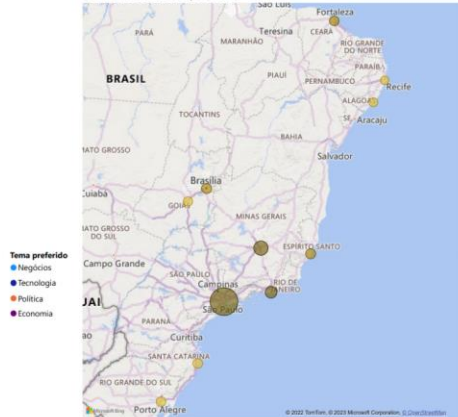 São Luís
Fortaleza
PARÁ
MARANHÃO
Teresina
CEARÁ
RIO GRANDE
DO NORTE
PARAÍB
BRASIL
PIAUÍ
PERNAMBUCO
Recife
ALAGOAS
TOCANTINS
SE
Aracaju
BAHIA
MATO GROSSO
Salvador
Brasília
Cuiabá
GOIÁS
MINAS GERAIS
MATO GROSSO
DO SUL
ESPÍRITO SANTO
Tema preferido
Negócios
Tecnologia
Política
Economia
Campo Grande
SÃO PAULO
Campinas
RIO DE
JANEIRO
UAI
São Paulo
PARANÁ
Curitiba
SANTA CATARINA
RIO GRANDE DO SUL
Porto Alegre
Microsoft Bing
© 2022 TomTom, © 2023 Microsoft Corporation, © OpenStreetMap